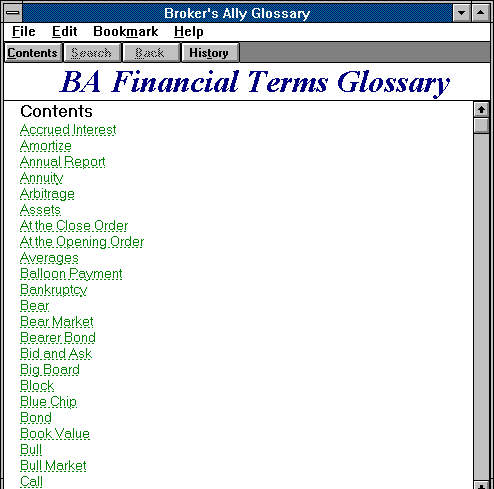 Broker's Ally Glossary
File Edit Bookmark Help
Contents Search Back History
BA Financial Terms Glossary
Contents
Accrued Interest
Amortize
Annual Report
Annuity
Arbitrage
Assets
At the Close Order
At the Opening Order
Averages
Balloon Payment
Bankruptcy
Bear
Bear Market
Bearer Bond
Bid and Ask
Big Board
Block
Blue Chip
Bond
Book Value
Bull
Bull Market
Call